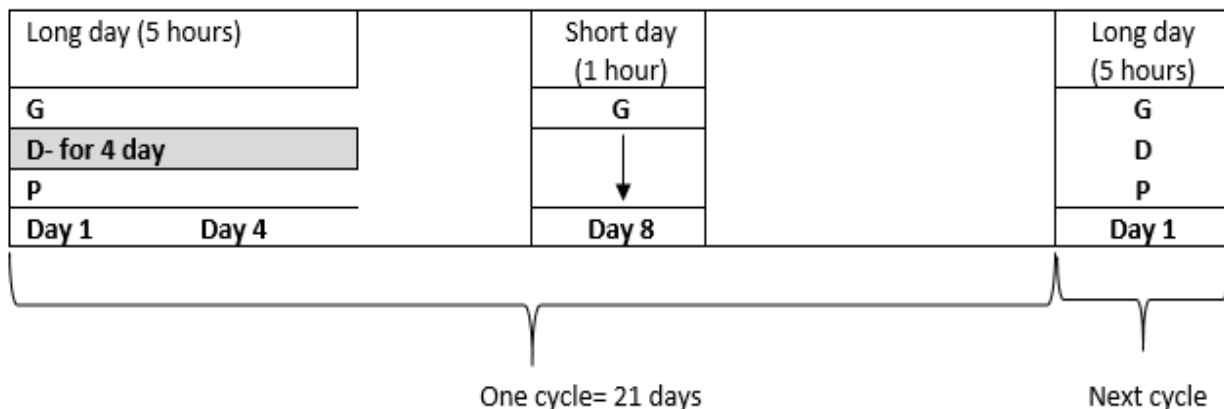 Long day (5 hours)
Short day
(1 hour)
Long day
(5 hours)
G
G
G
D- for 4 day
D
P
P
Day 1
Day 4
Day 8
Day 1
One cycle= 21 days
Next cycle